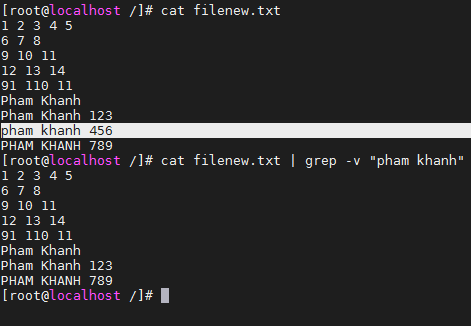 [root@localhost /]# cat filenew.txt
1 2 3 4 5
6 7 8
9 10 11
12 13 14
91 110 11
Pham Khanh
Pham Khanh 123
pham khanh 456
PHAM KHANH 789
[root@localhost /]# cat filenew.txt | grep -v "pham khanh"
1 2 3 4 5
6 7 8
9 10 11
12 13 14
91 110 11
Pham Khanh
Pham Khanh 123
PHAM KHANH 789
[root@localhost /]#